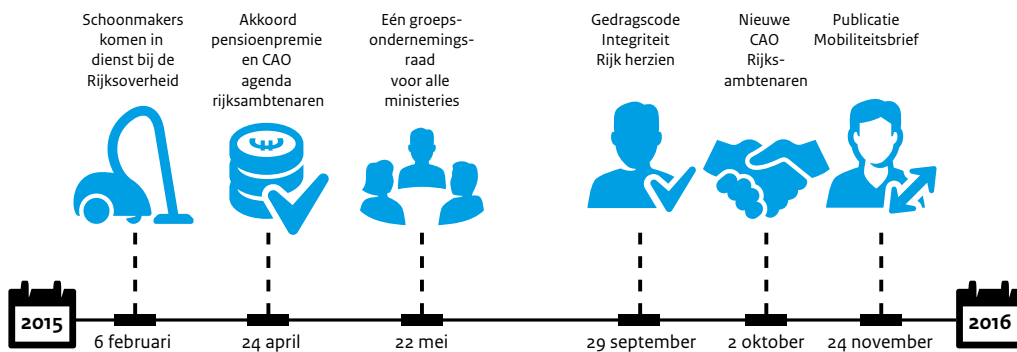 Schoonmakers
komen in
dienst bij de
Rijksoverheid
Akkoord
pensioenpremie
en CAO
agenda
rijksambtenaren
Eén groeps-
ondernemings-
raad
voor alle
ministeries
Gedragscode
Integriteit
Rijk herzien
Nieuwe
CAO
Rijks-
ambtenaren
Publicatie
Mobiliteitsbrief
2015
6 februari
24 april
22 mei
29 september
2 oktober
24 november
2016